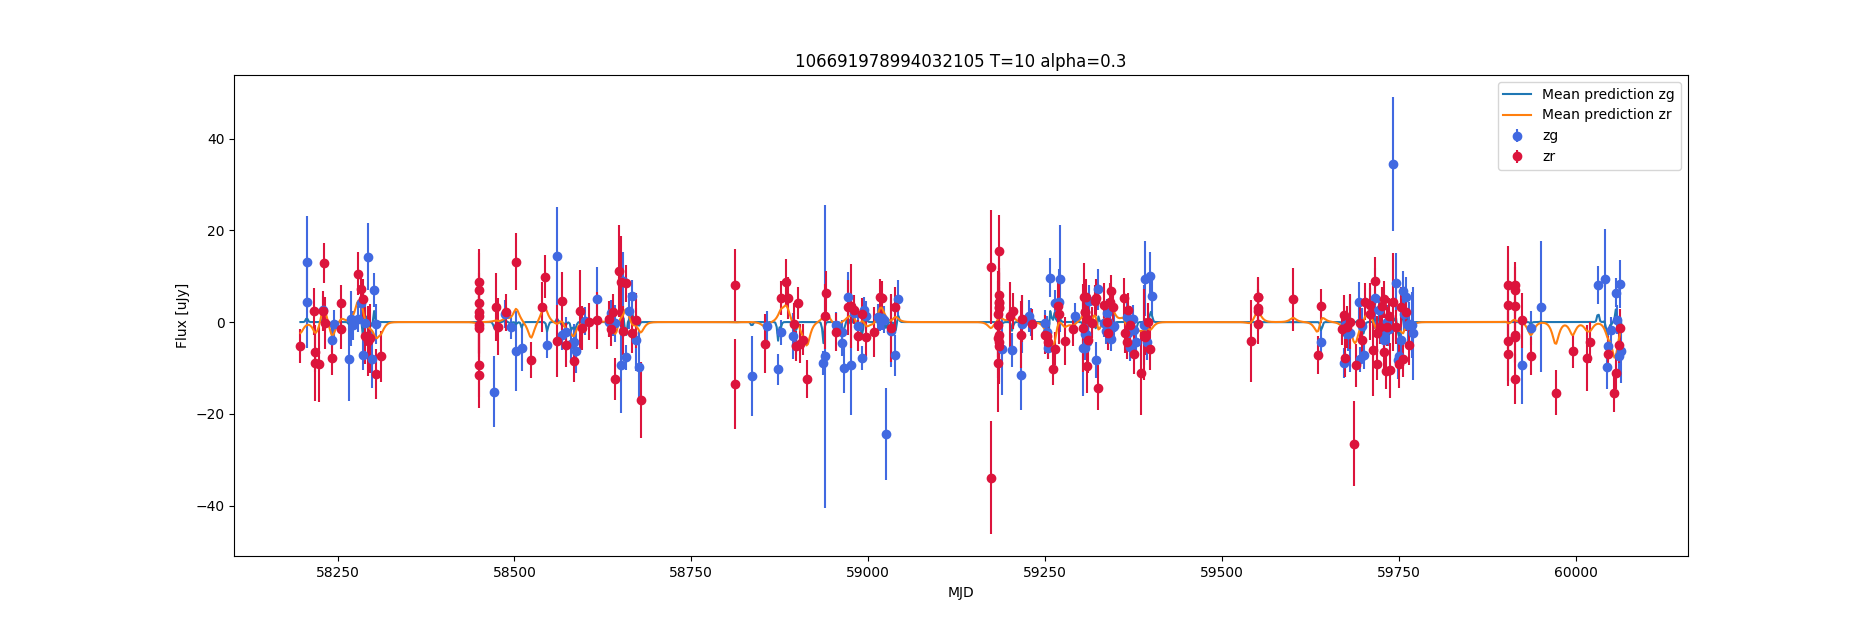 106691978994032105 T=10 alpha=0.3
Mean prediction zg
Mean prediction zr
zg
zr
Flux [uJy]
40
20
0
−20
−40
58250 58500 58750 59000 59250 59500 59750 60000
MJD